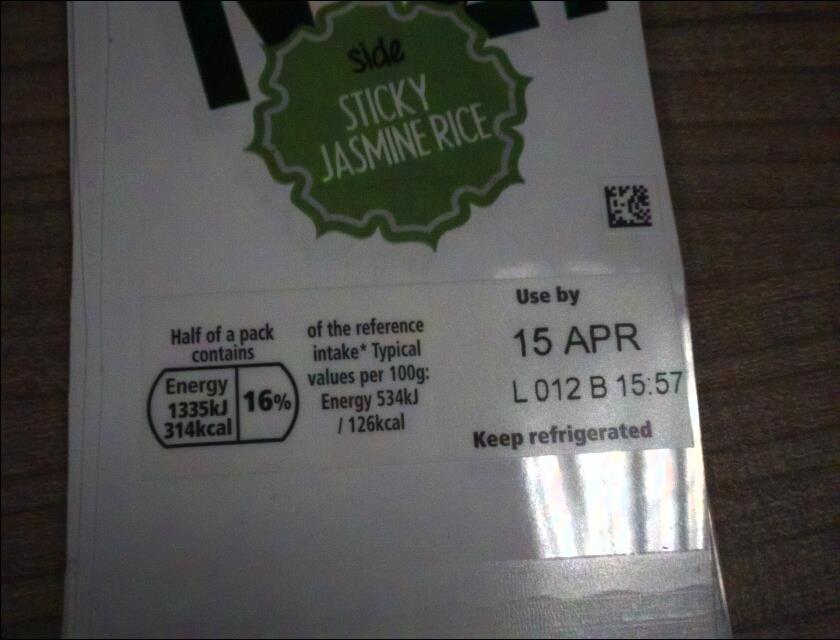 side
STICKY
JASMINE RICE
Half of a pack
contains
Energy
1335kJ
314kcal
16%
of the reference
intake* Typical
values per 100g:
Energy 534kJ
/ 126kcal
Use by
15 APR
L 012 B 15:57
Keep refrigerated